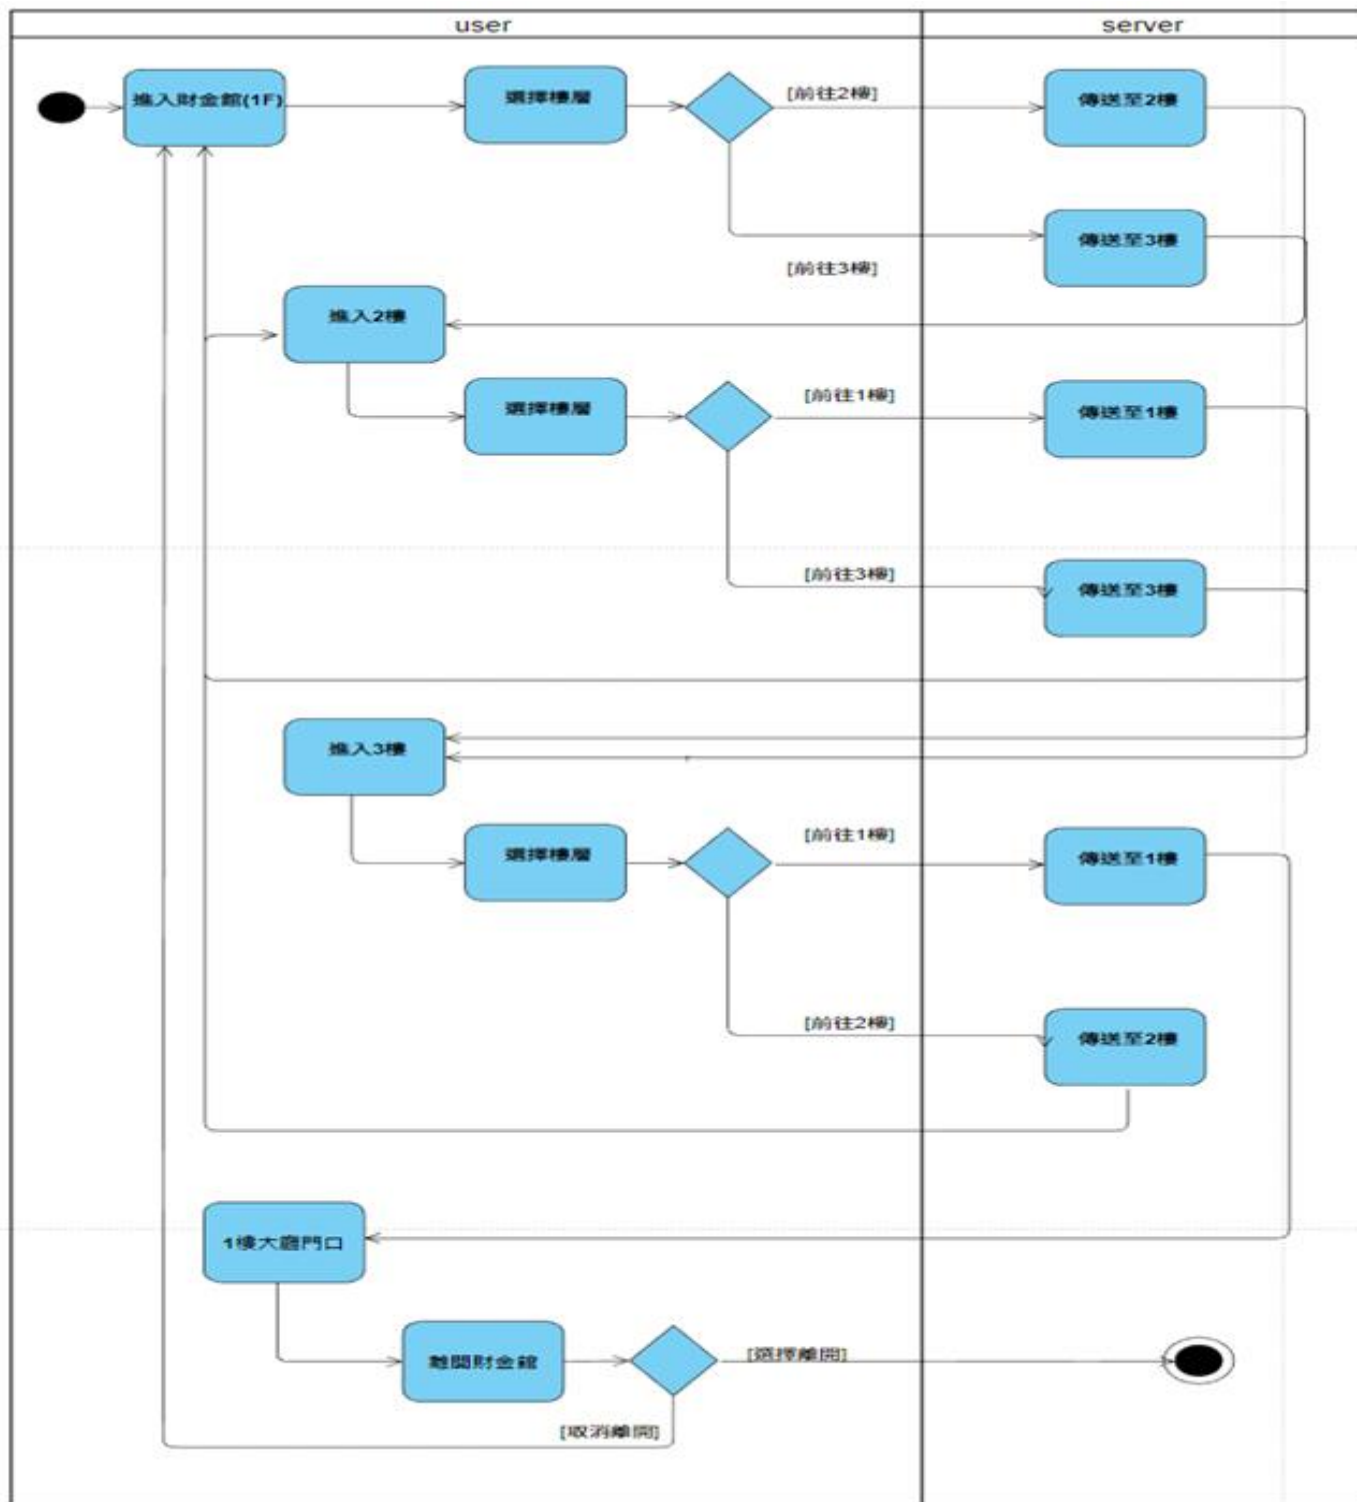 user
server
進入財金館(1F)
選擇樓層
[前往2樓]
傳送至2樓
[前往3樓]
傳送至3樓
進入2樓
選擇樓層
[前往1樓]
傳送至1樓
[前往3樓]
傳送至3樓
進入3樓
選擇樓層
[前往1樓]
傳送至1樓
[前往2樓]
傳送至2樓
1樓大廳門口
離開財金館
[選擇離開]
[取消離開]